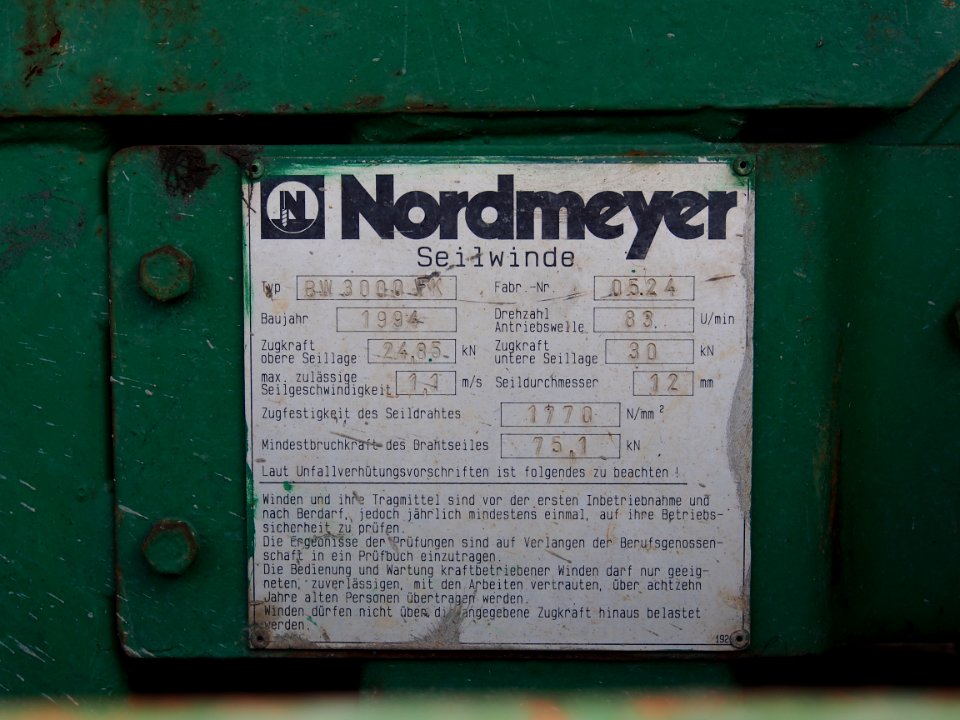 N Nordmeyer
Seilwinde
Typ BW 3000 FK Fabr.-Nr. 0524
Baujahr 1994 Drehzahl Antriebswelle 83 U/min
Zugkraft obere Seillage 24,85 kN Zugkraft untere Seillage 30 kN
max. zulässige Seilgeschwindigkeit 1,1 m/s Seildurchmesser 12 mm
Zugfestigkeit des Seildrahtes 1770 N/mm²
Mindestbruchkraft des Drahtseiles 75,1 kN
Laut Unfallverhütungsvorschriften ist folgendes zu beachten !
Winden und ihre Tragmittel sind vor der ersten Inbetriebnahme und
nach Berdarf, jedoch jährlich mindestens einmal, auf ihre Betriebs-
sicherheit zu prüfen.
Die Ergebnisse der Prüfungen sind auf Verlangen der Berufsgenossen-
schaft in ein Prüfbuch einzutragen.
Die Bedienung und Wartung kraftbetriebener Winden darf nur geeig-
neten, zuverlässigen, mit den Arbeiten vertrauten, über achtzehn
Jahre alten Personen übertragen werden.
Winden dürfen nicht über die angegebene Zugkraft hinaus belastet
werden.